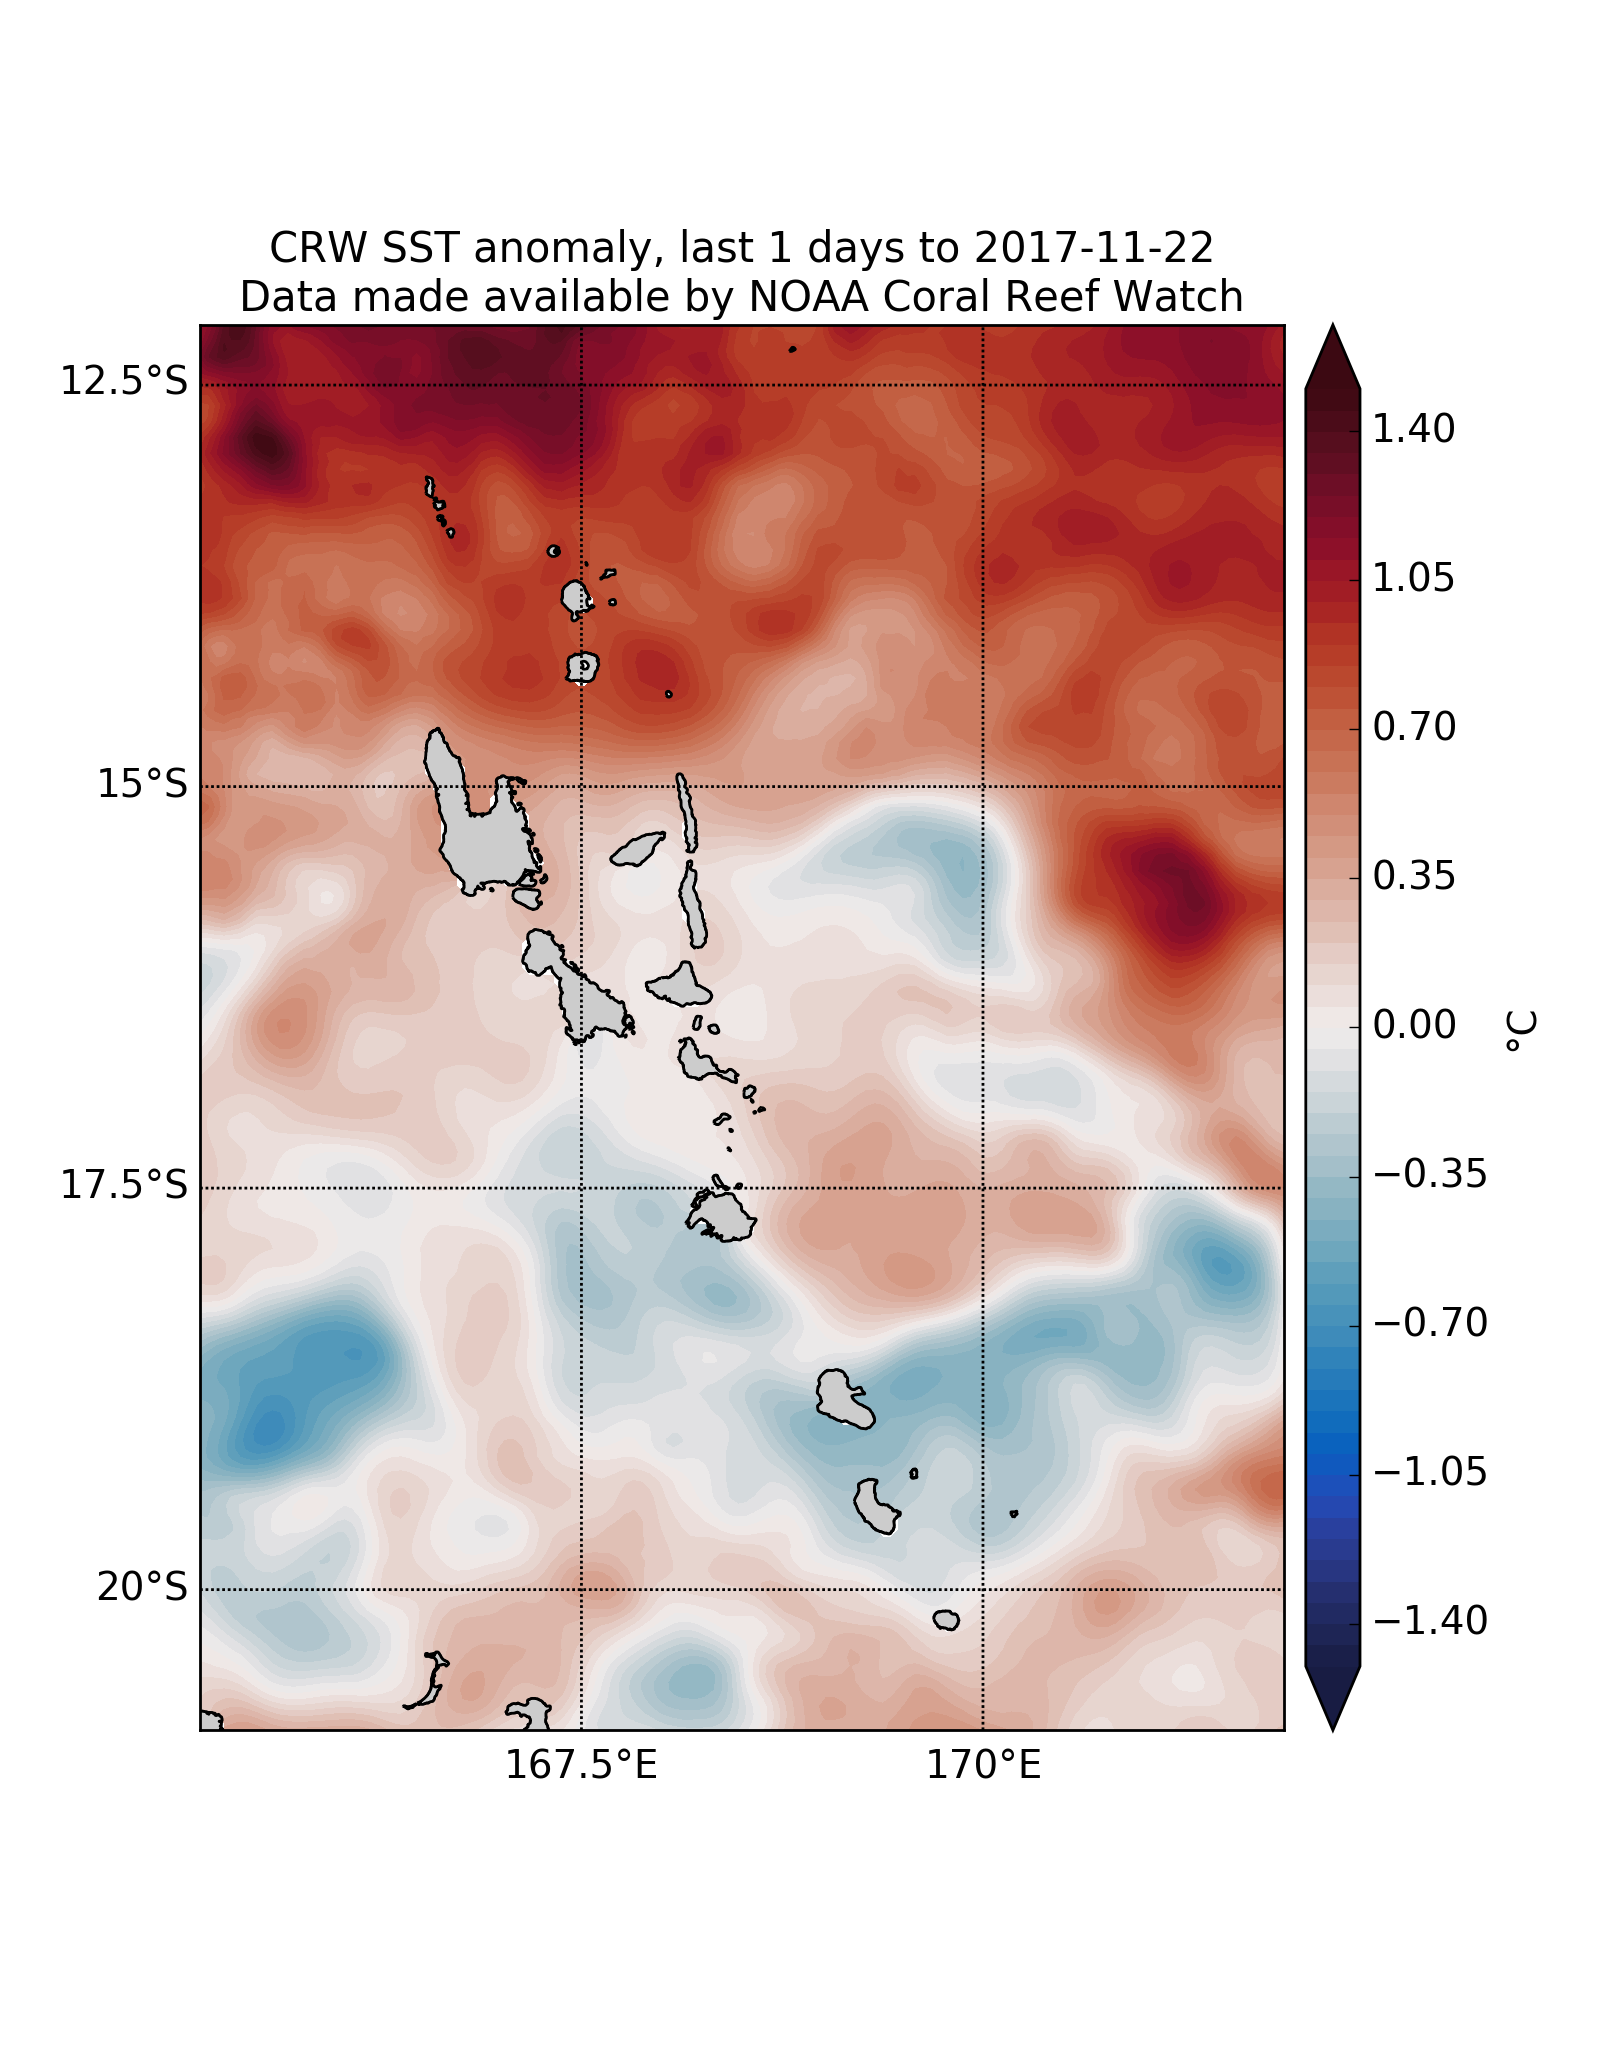 CRW SST anomaly, last 1 days to 2017-11-22
Data made available by NOAA Coral Reef Watch
12.5°S
15°S
17.5°S
20°S
167.5°E
170°E
1.40
1.05
0.70
0.35
0.00
−0.35
−0.70
−1.05
−1.40
°C